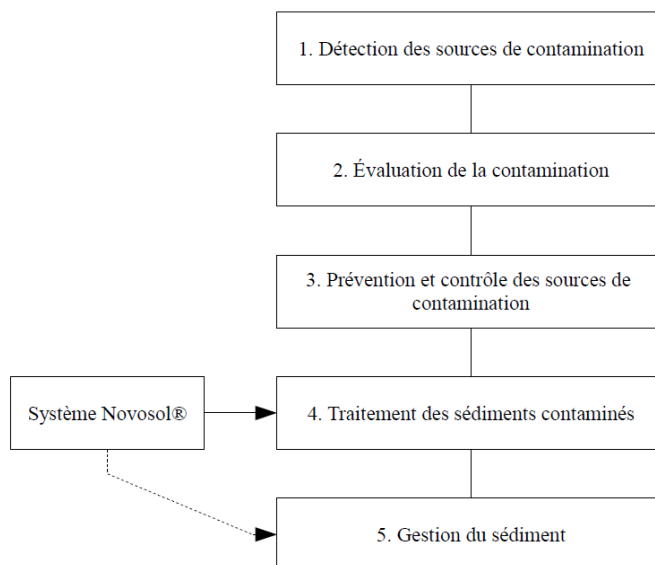 1. Détection des sources de contamination
2. Évaluation de la contamination
3. Prévention et contrôle des sources de
contamination
Système Novosol®
4. Traitement des sédiments contaminés
5. Gestion du sédiment